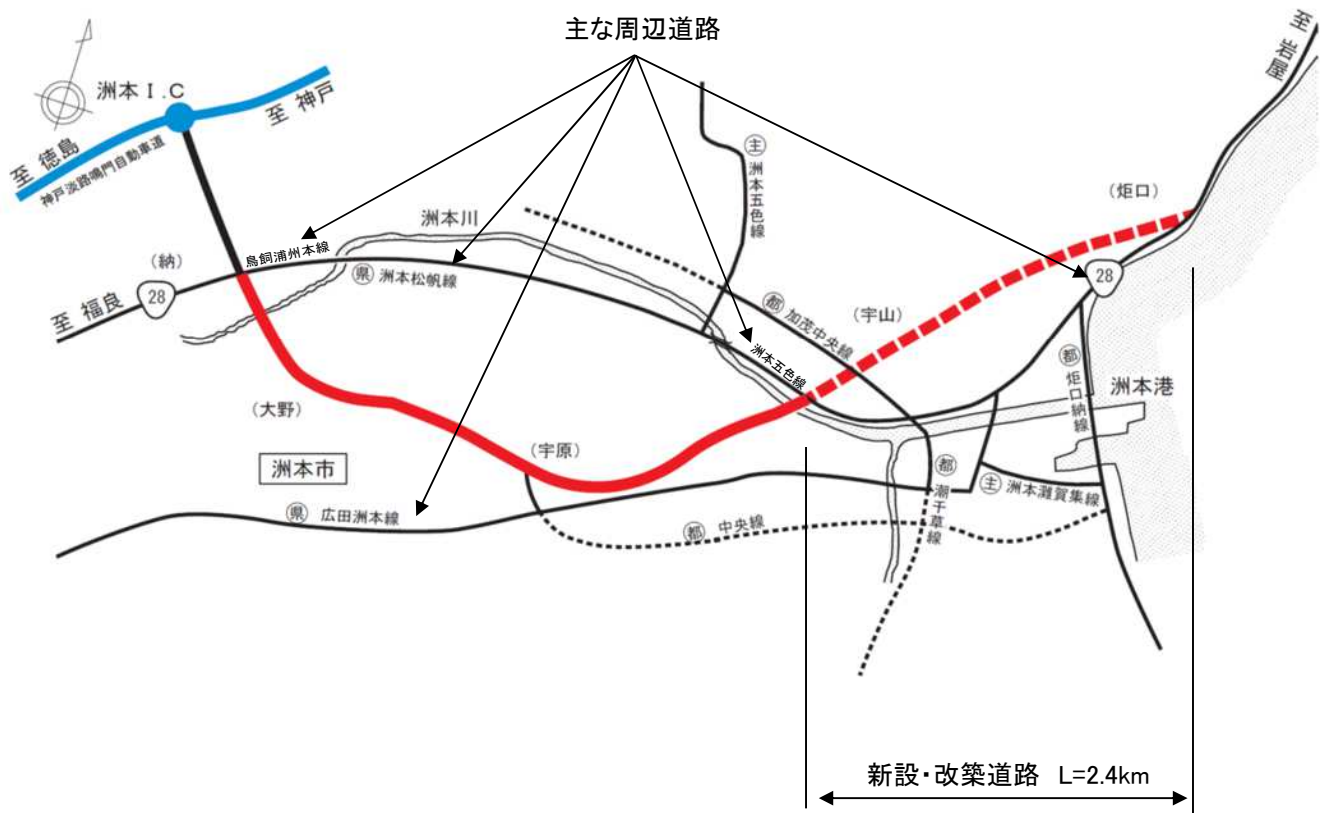 主な周辺道路
至 岩屋
洲本 I.C
至 神戸
至 徳島
神戸淡路鳴門自動車道
主 洲本五色線
(炬口)
洲本川
鳥飼浦州本線
(納)
28
県 洲本松帆線
28
至 福良
都 加茂中央線
(宇山)
洲本五色線
都 炬口納線
洲本港
(大野)
(宇原)
洲本市
都 潮千草線
主 洲本灘賀集線
県 広田洲本線
都 中央線
新設・改築道路 L=2.4km